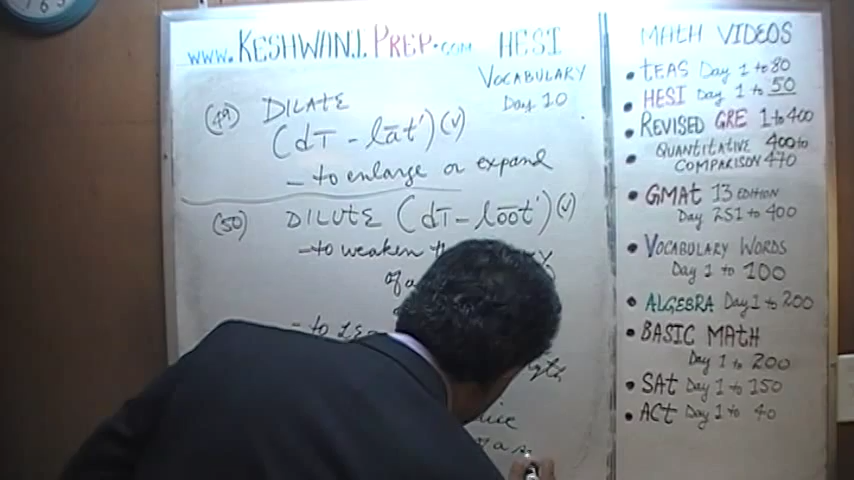 www.KESHWANIPREP.com HESI
VOCABULARY
Day 10
(49) DILATE
(dī - lāt') (v)
- to enlarge or expand
(50) DILUTE (dī - lōōt') (v)
- to weaken
of a
- to
MATH VIDEOS
• TEAS Day 1 to 80
• HESI Day 1 to 50
• REVISED GRE 1 to 400
• QUANTITATIVE 400 to
COMPARISON 470
• GMAT 13 EDITION
Day 251 to 400
• VOCABULARY WORDS
Day 1 to 100
• ALGEBRA Day 1 to 200
• BASIC MATH
Day 1 to 200
• SAT Day 1 to 150
• ACT Day 1 to 40